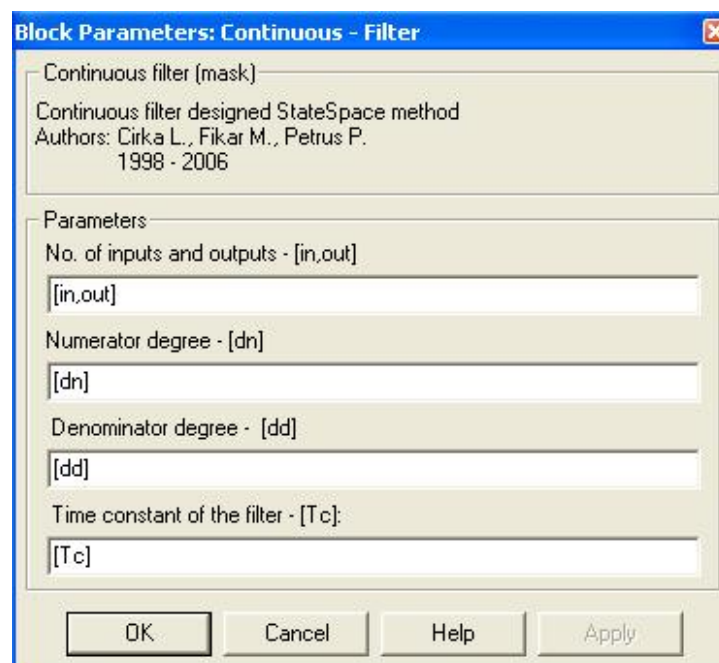 Block Parameters: Continuous - Filter
Continuous filter (mask)
Continuous filter designed StateSpace method
Authors: Cirka L., Fikar M., Petrus P.
1998 - 2006
Parameters
No. of inputs and outputs - [in,out]
[in,out]
Numerator degree - [dn]
[dn]
Denominator degree - [dd]
[dd]
Time constant of the filter - [Tc]:
[Tc]
OK Cancel Help Apply